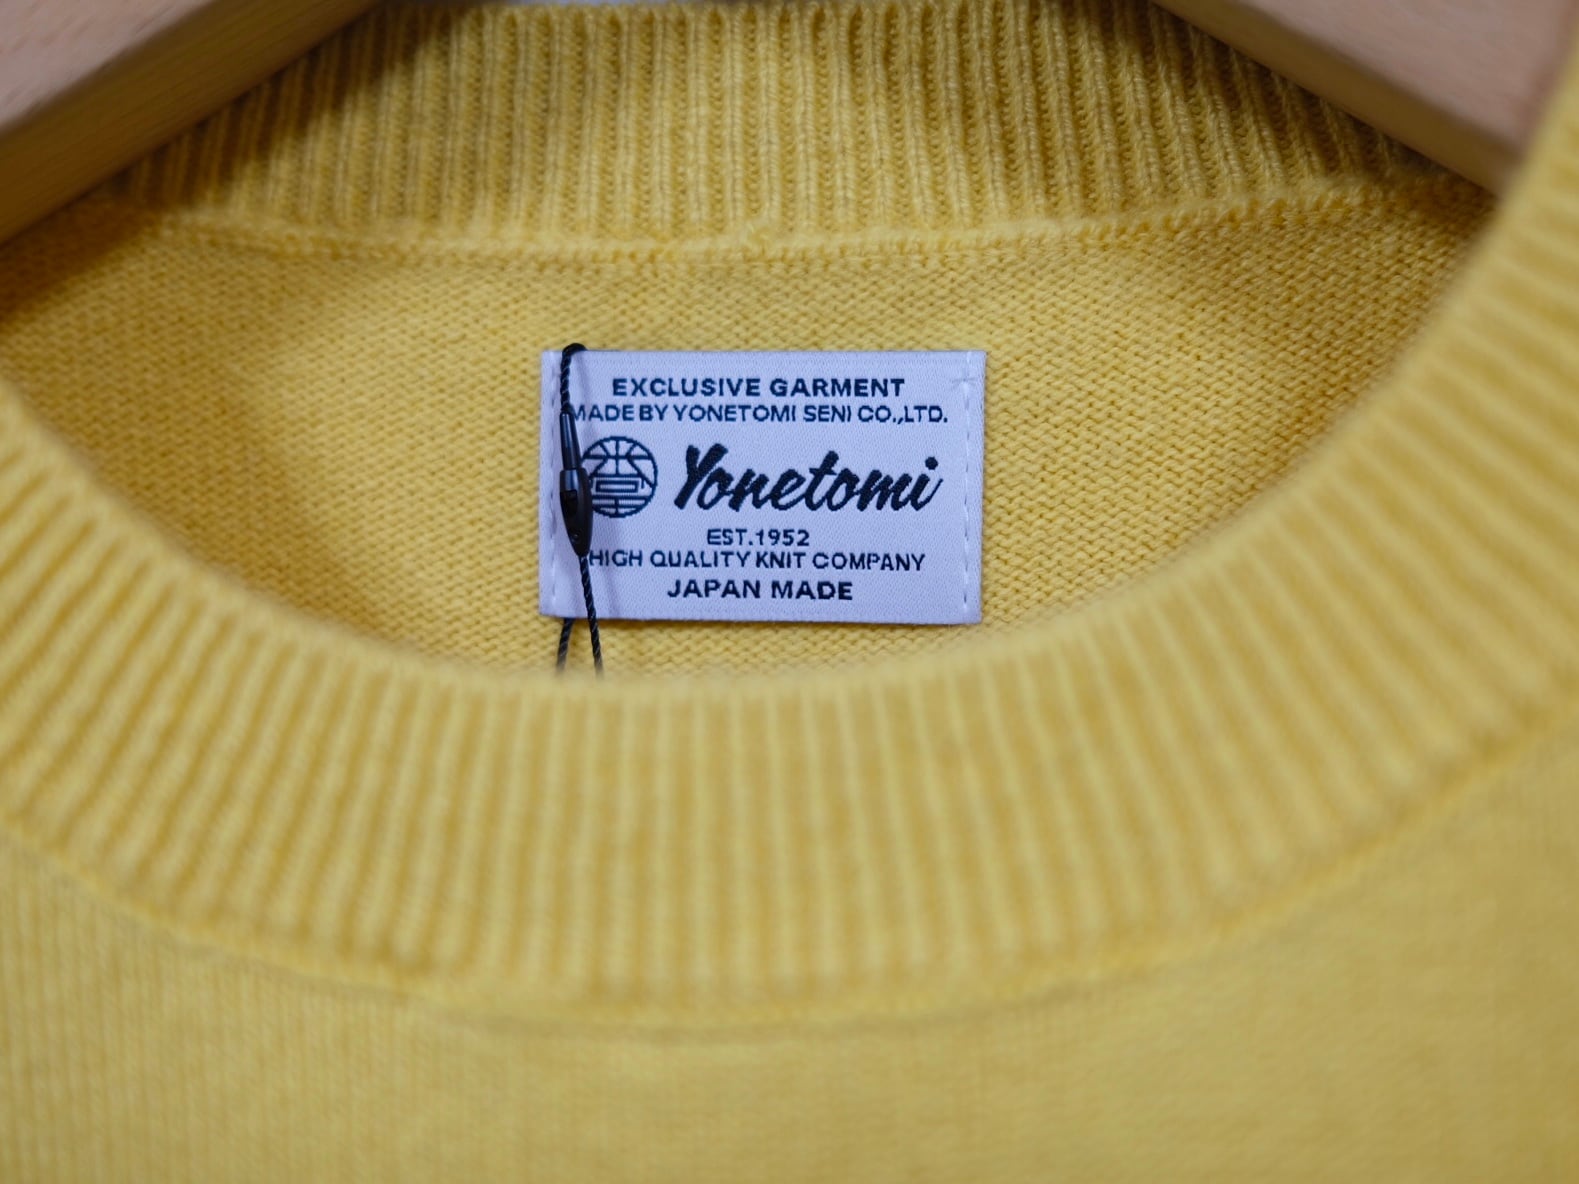 EXCLUSIVE GARMENT
MADE BY YONETOMI SENI CO.,LTD.
Yonetomi
EST.1952
HIGH QUALITY KNIT COMPANY
JAPAN MADE